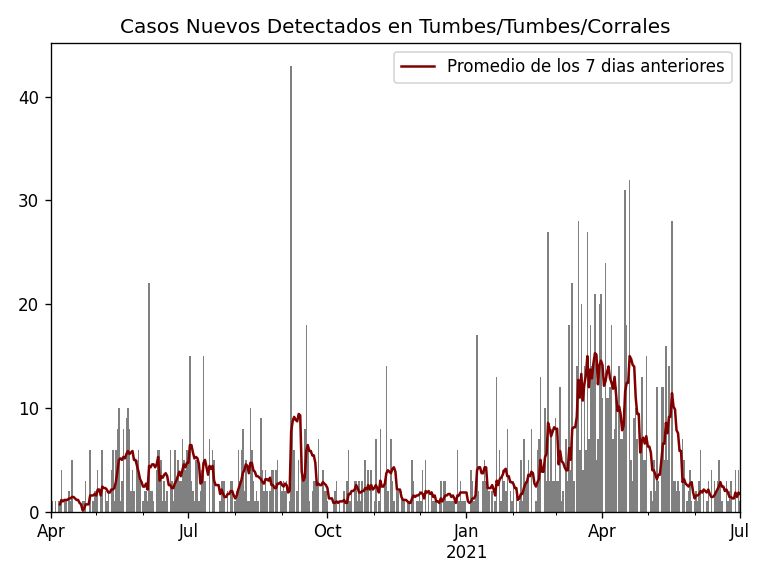 Casos Nuevos Detectados en Tumbes/Tumbes/Corrales
Promedio de los 7 dias anteriores
40
30
20
10
0
Apr Jul Oct Jan Apr Jul
2021